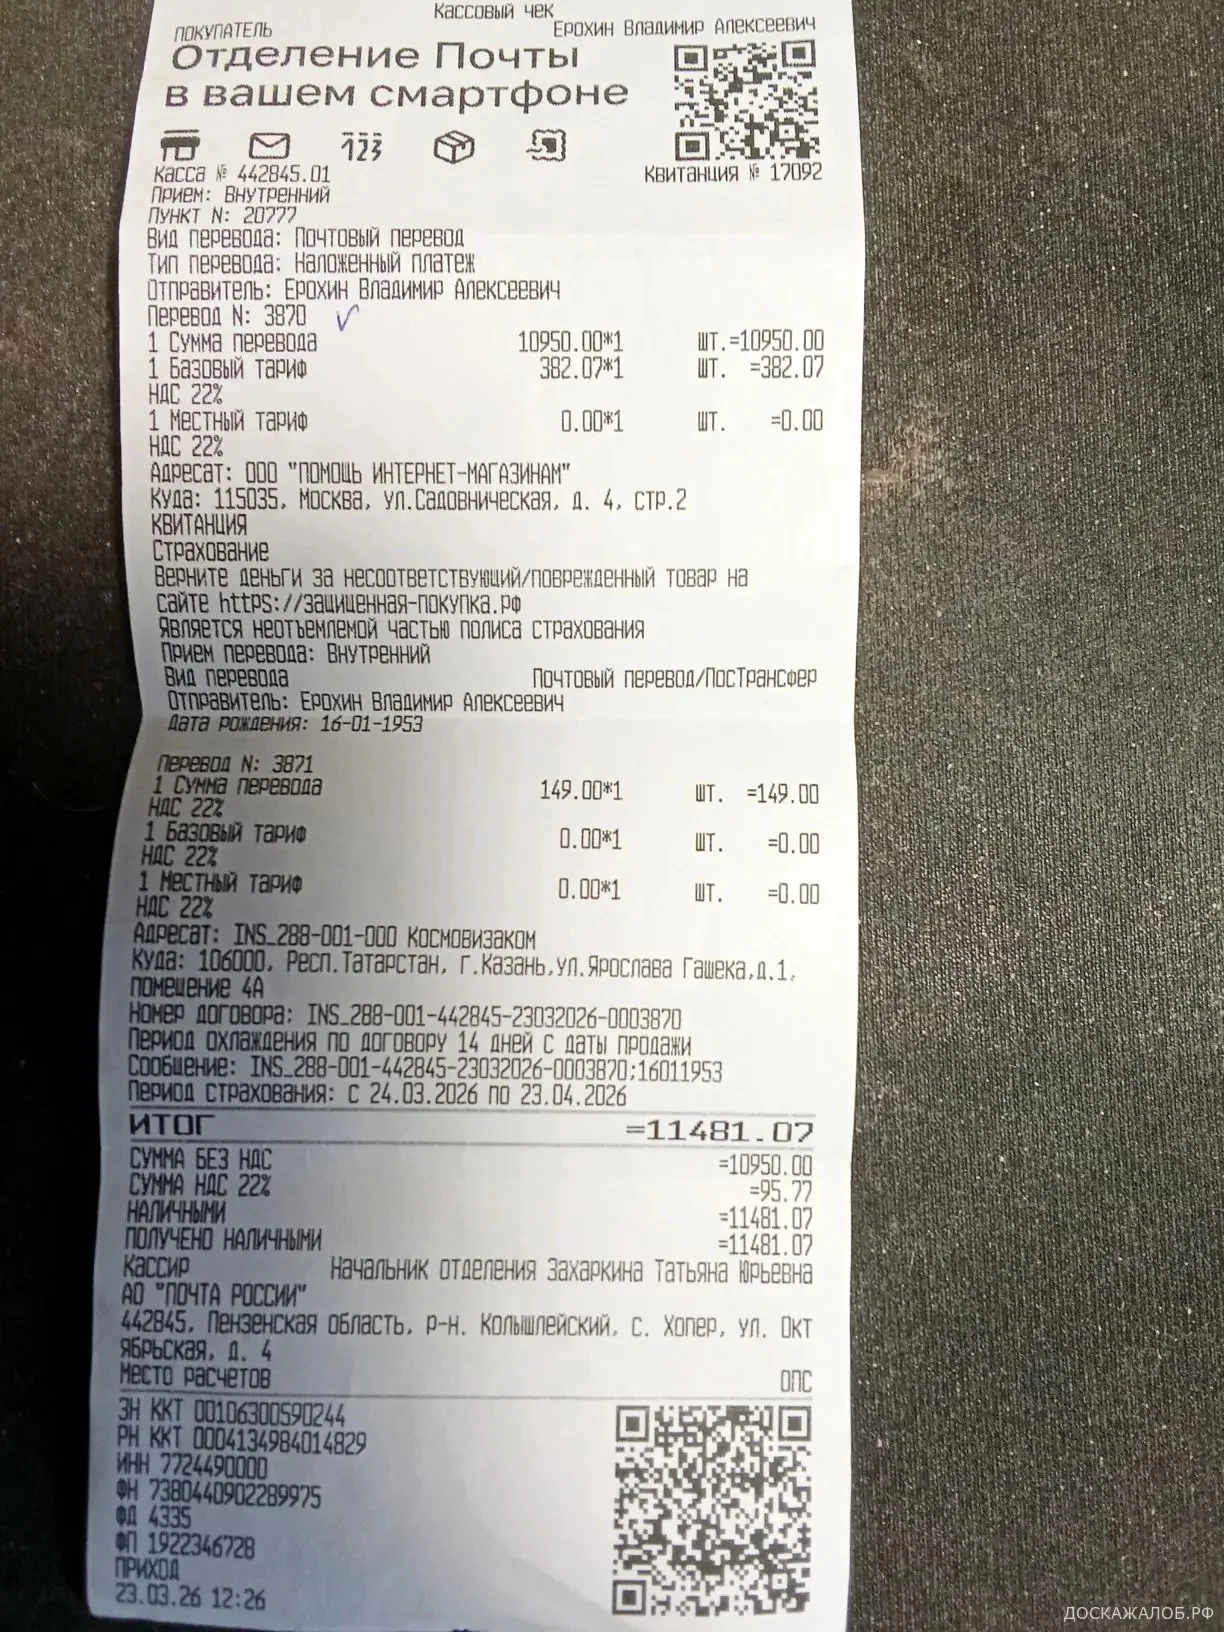 Кассовый чек
ПОКУПАТЕЛЬ Ерохин Владимир Алексеевич
Отделение Почты
в вашем смартфоне
123
Касса № 442845.01 Квитанция № 17092
Прием: Внутренний
Пункт N: 20777
Вид перевода: Почтовый перевод
Тип перевода: Наложенный платеж
Отправитель: Ерохин Владимир Алексеевич
Перевод N: 3870
1 Сумма перевода 10950.00*1 шт.=10950.00
1 Базовый тариф 382.07*1 шт. =382.07
НДС 22%
1 Местный тариф 0.00*1 шт. =0.00
НДС 22%
Адресат: ООО "ПОМОЩЬ ИНТЕРНЕТ-МАГАЗИНАМ"
Куда: 115035, Москва, ул.Садовническая, д. 4, стр.2
КВИТАНЦИЯ
Страхование
Верните деньги за несоответствующий/поврежденный товар на
сайте https://защищенная-покупка.рф
Является неотъемлемой частью полиса страхования
Прием перевода: Внутренний
Вид перевода Почтовый перевод/ПосТрансфер
Отправитель: Ерохин Владимир Алексеевич
Дата рождения: 16-01-1953
Перевод N: 3871
1 Сумма перевода 149.00*1 шт. =149.00
НДС 22%
1 Базовый тариф 0.00*1 шт. =0.00
НДС 22%
1 Местный тариф 0.00*1 шт. =0.00
НДС 22%
Адресат: INS_288-001-000 Космовизаком
Куда: 106000, Респ.Татарстан, г.Казань,ул.Ярослава Гашека,д.1,
помещение 4А
Номер договора: INS_288-001-442845-23032026-0003870
Период охлаждения по договору 14 дней с даты продажи
Сообщение: INS_288-001-442845-23032026-0003870;16011953
Период страхования: с 24.03.2026 по 23.04.2026
ИТОГ =11481.07
СУММА БЕЗ НДС =10950.00
СУММА НДС 22% =95.77
НАЛИЧНЫМИ =11481.07
ПОЛУЧЕНО НАЛИЧНЫМИ =11481.07
Кассир Начальник отделения Захаркина Татьяна Юрьевна
АО "ПОЧТА РОССИИ"
442845, Пензенская область, р-н. Колышлейский, с. Хопер, ул. Окт
ябрьская, д. 4
Место расчетов ОПС
ЗН ККТ 00106300590244
РН ККТ 0004134984014829
ИНН 7724490000
ФН 7380440902289975
ФД 4335
ФП 1922346728
ПРИХОД
23.03.26 12:26
ДОСКАЖАЛОБ.РФ